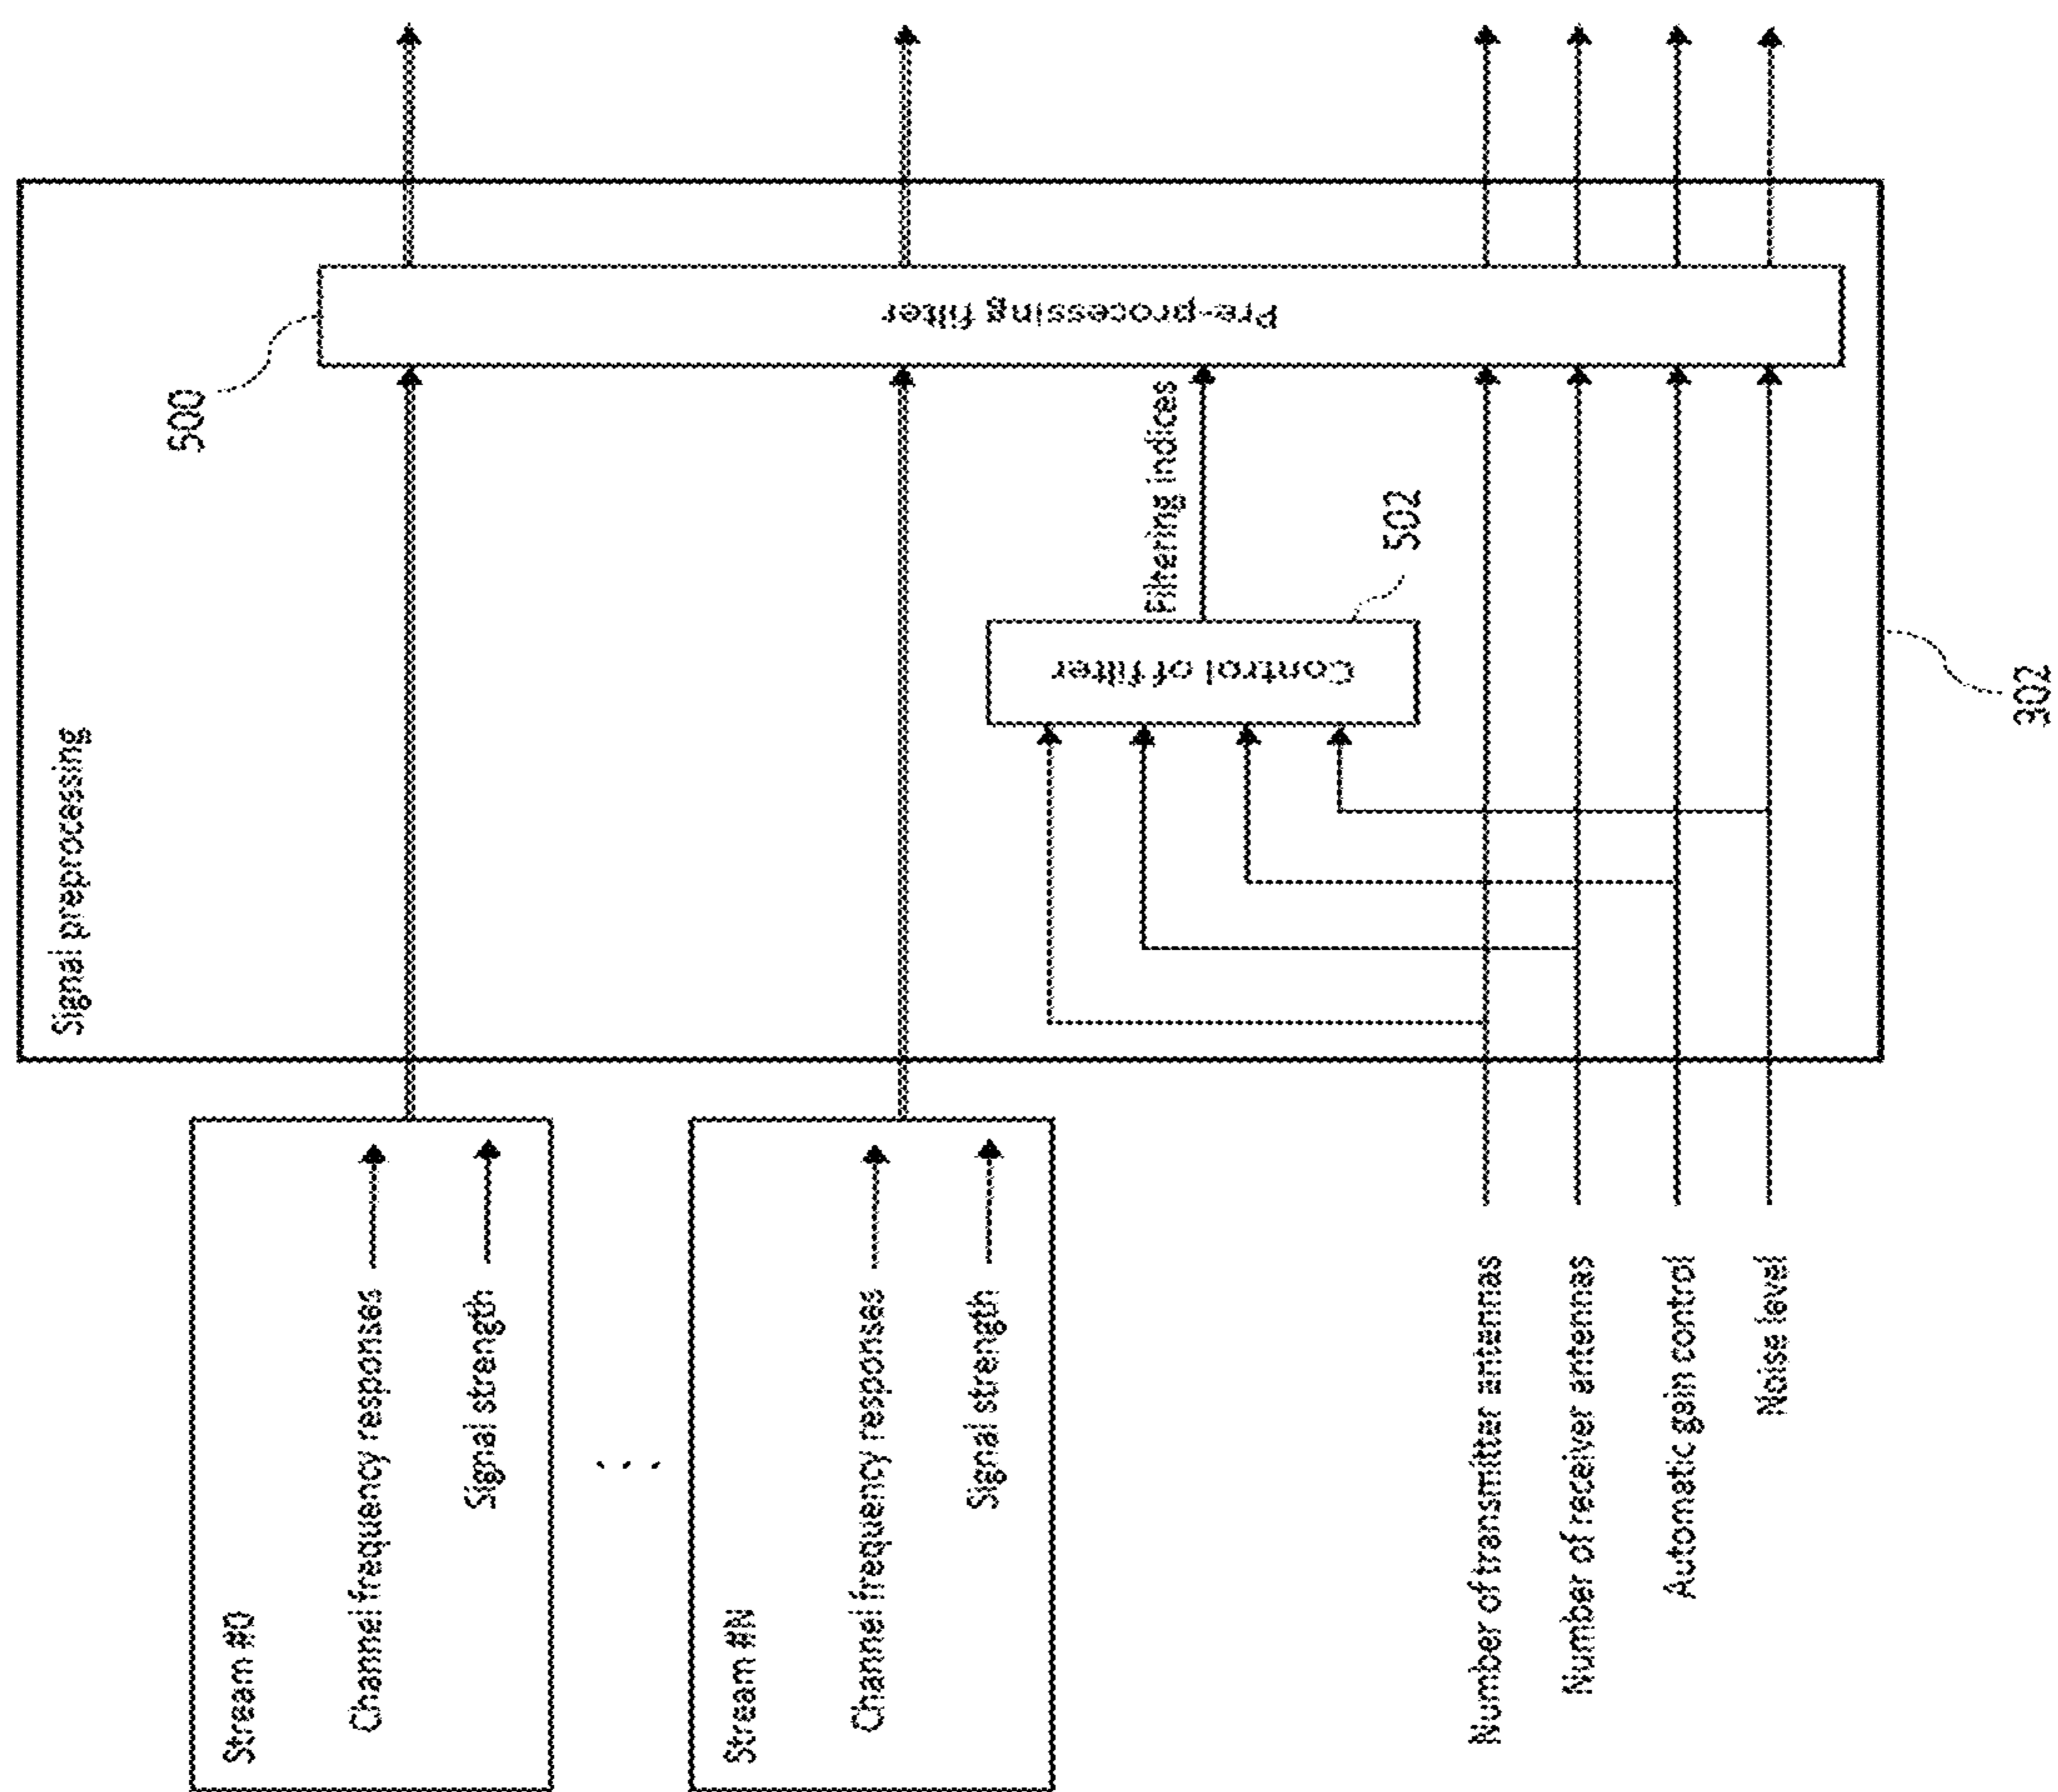 Stream #0
Channel frequency responses
Signal strength
. . .
Stream #N
Channel frequency responses
Signal strength
Number of transmitter antennas
Number of receiver antennas
Automatic gain control
Noise level
Signal preprocessing
Control of filter
502
Filtering indices
500
Pre-processing filter
302